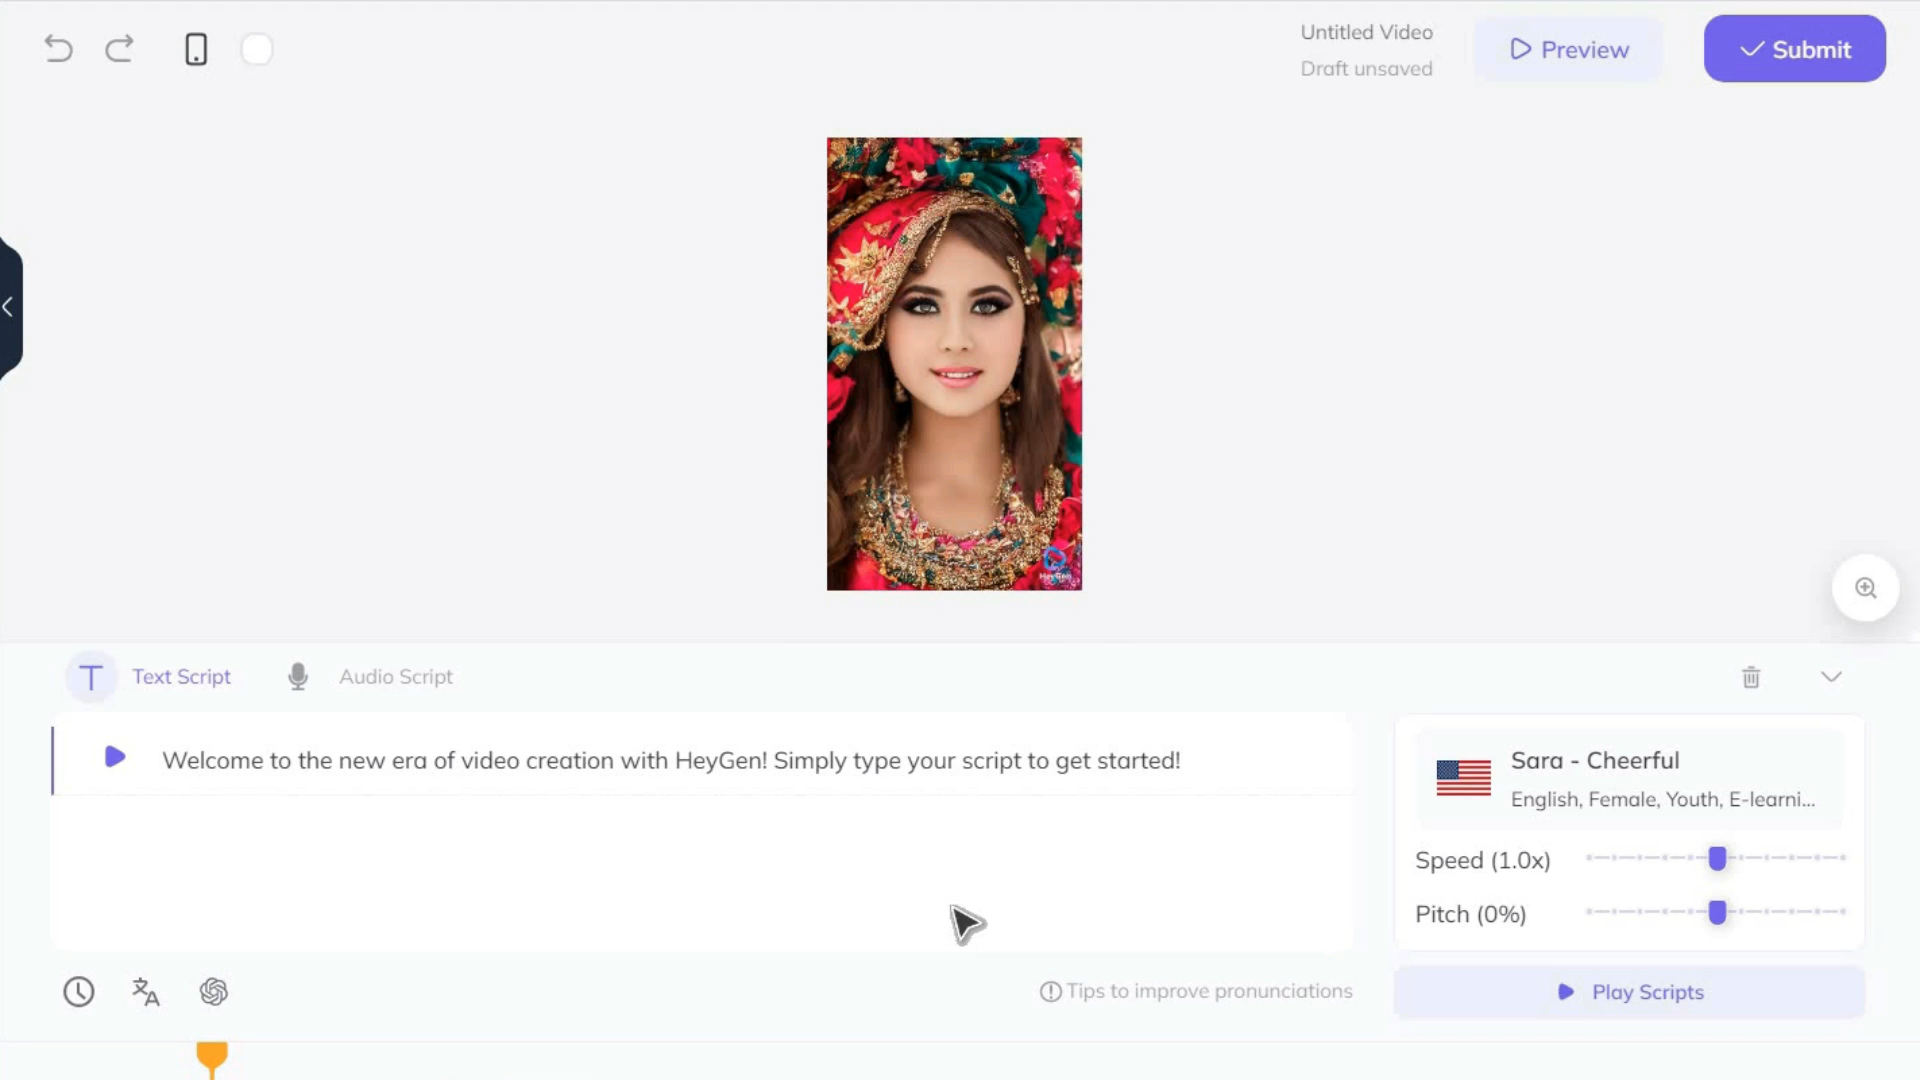 Untitled Video
Draft unsaved
Preview
Submit
HeyGen
Text Script
Audio Script
Welcome to the new era of video creation with HeyGen! Simply type your script to get started!
Sara - Cheerful
English, Female, Youth, E-learni...
Speed (1.0x)
Pitch (0%)
Tips to improve pronunciations
Play Scripts